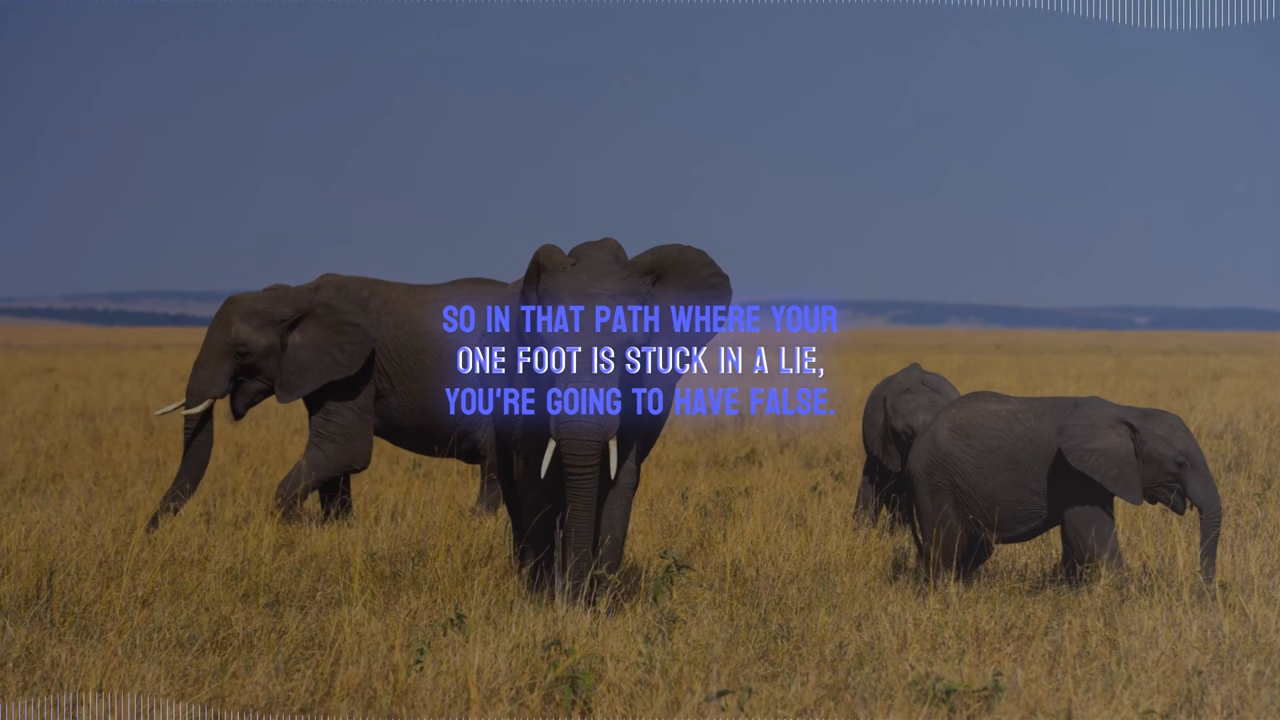 SO IN THAT PATH WHERE YOUR
ONE FOOT IS STUCK IN A LIE,
YOU'RE GOING TO HAVE FALSE.